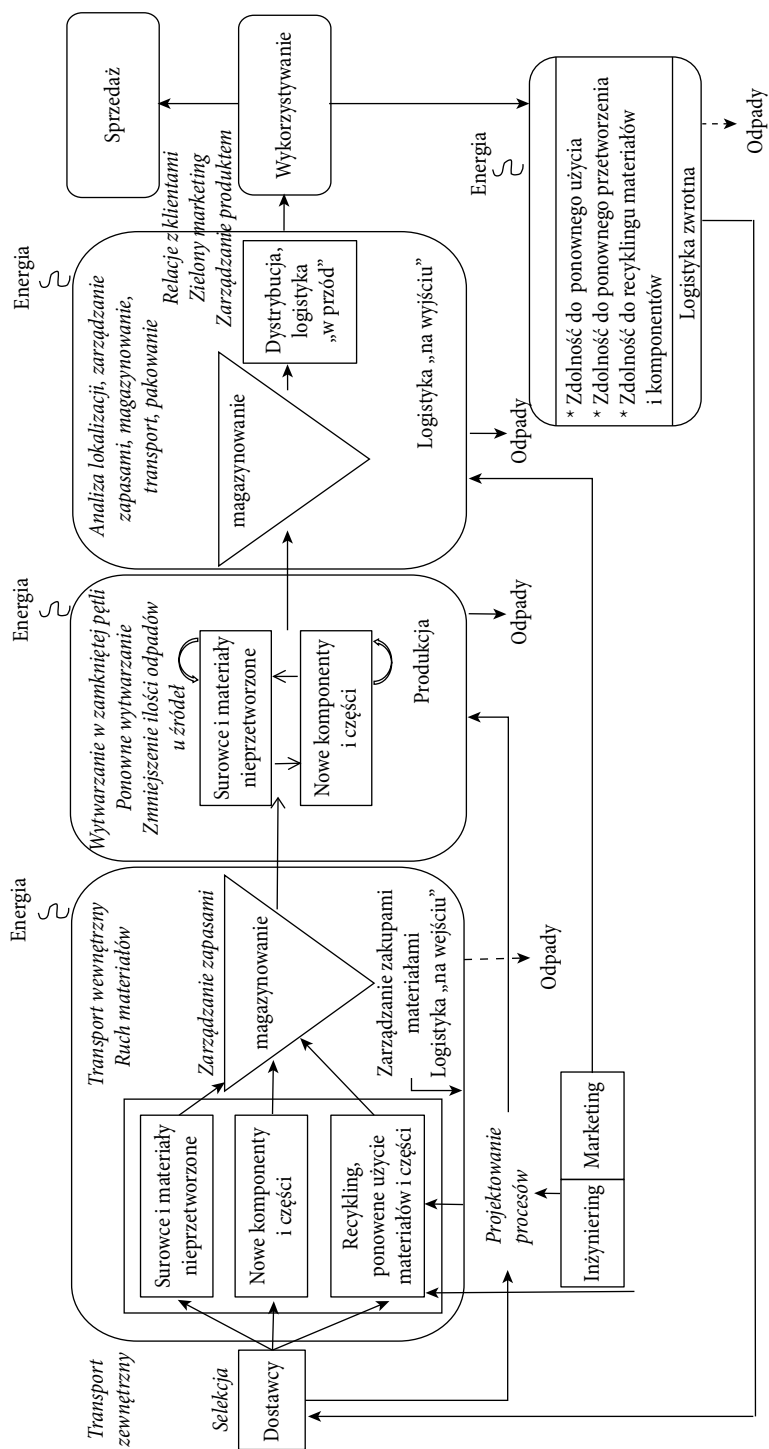 Transport
zewnętrzny
Selekcja
Dostawcy
Transport wewnętrzny
Ruch materiałów
Energia
Surowce i materiały
nieprzetworzone
Nowe komponenty
i części
Recykling,
ponowene użycie
materiałów i części
Zarządzanie zapasami
magazynowanie
Zarządzanie zakupami
materiałami
Logistyka „na wejściu”
Odpady
Projektowanie
procesów
Inżyniering
Marketing
Energia
Wytwarzanie w zamkniętej pętli
Ponowne wytwarzanie
Zmniejszenie ilości odpadów
u źródeł
Surowce i materiały
nieprzetworzone
Nowe komponenty
i części
Produkcja
Odpady
Energia
Analiza lokalizacji, zarządzanie
zapasami, magazynowanie,
transport, pakowanie
magazynowanie
Dystrybucja,
logistyka
„w przód”
Logistyka „na wyjściu”
Odpady
Relacje z klientami
Zielony marketing
Zarządzanie produktem
Sprzedaż
Wykorzystywanie
Energia
* Zdolność do ponownego użycia
* Zdolność do ponownego przetworzenia
* Zdolność do recyklingu materiałów
i komponentów
Logistyka zwrotna
Odpady